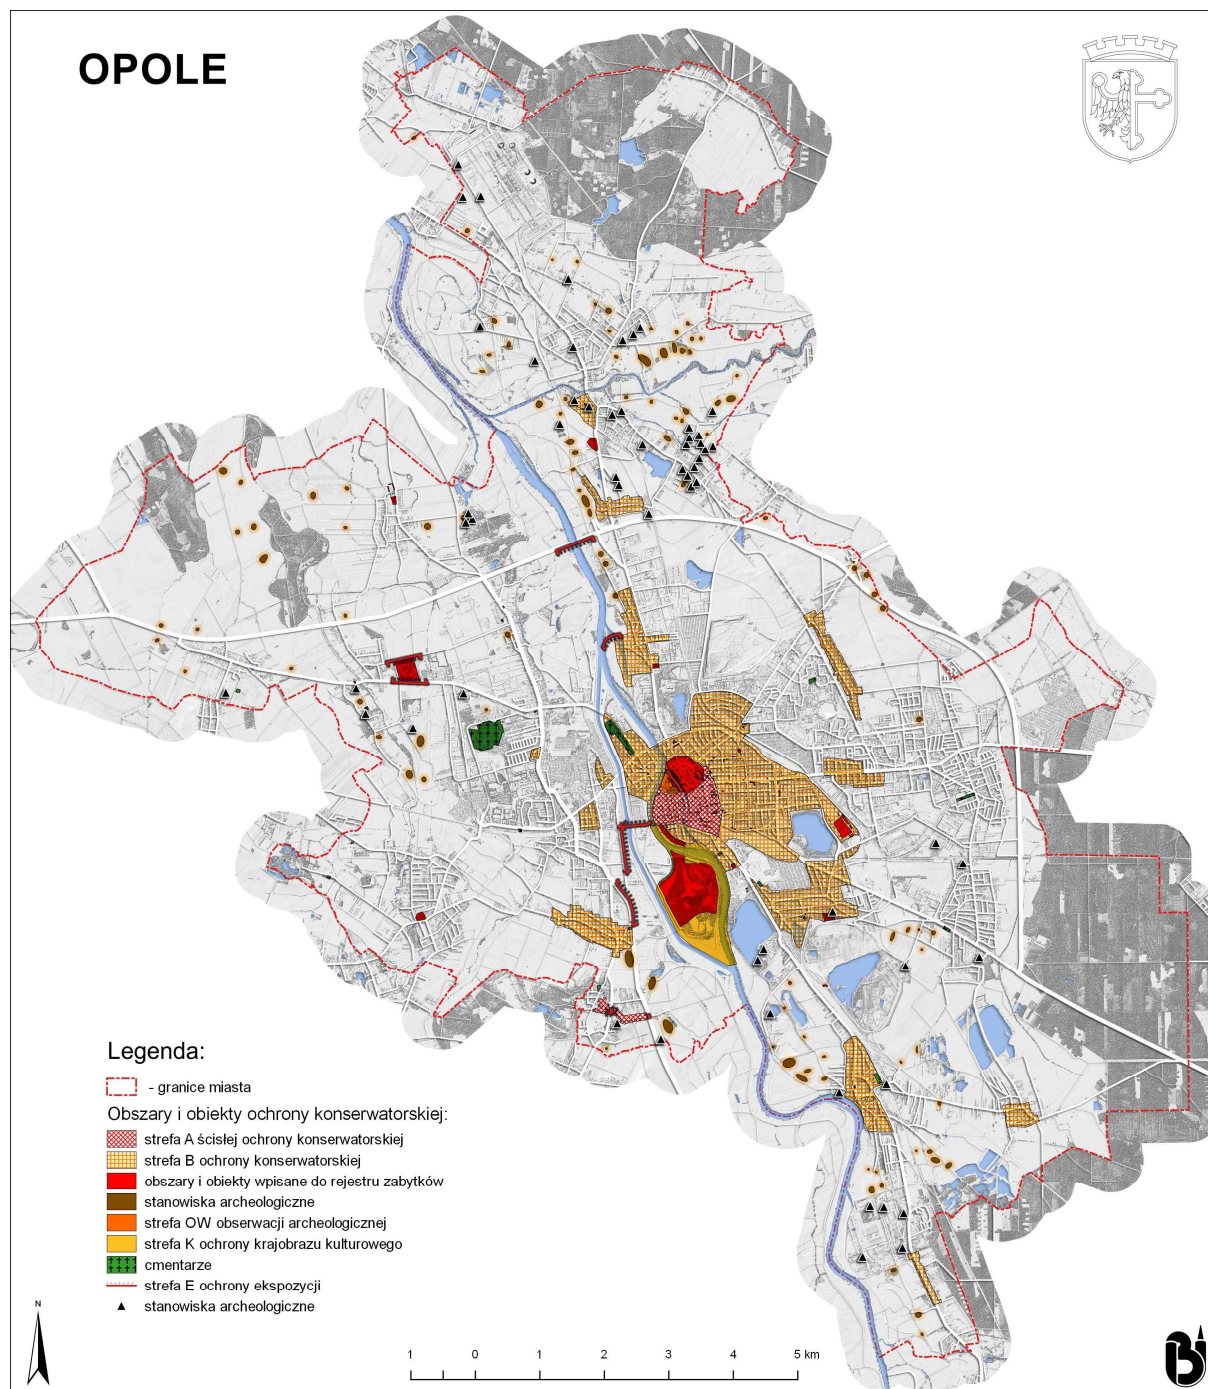 OPOLE
Legenda:
- granice miasta
Obszary i obiekty ochrony konserwatorskiej:
strefa A ścisłej ochrony konserwatorskiej
strefa B ochrony konserwatorskiej
obszary i obiekty wpisane do rejestru zabytków
stanowiska archeologiczne
strefa OW obserwacji archeologicznej
strefa K ochrony krajobrazu kulturowego
cmentarze
strefa E ochrony ekspozycji
stanowiska archeologiczne
N
1 0 1 2 3 4 5 km